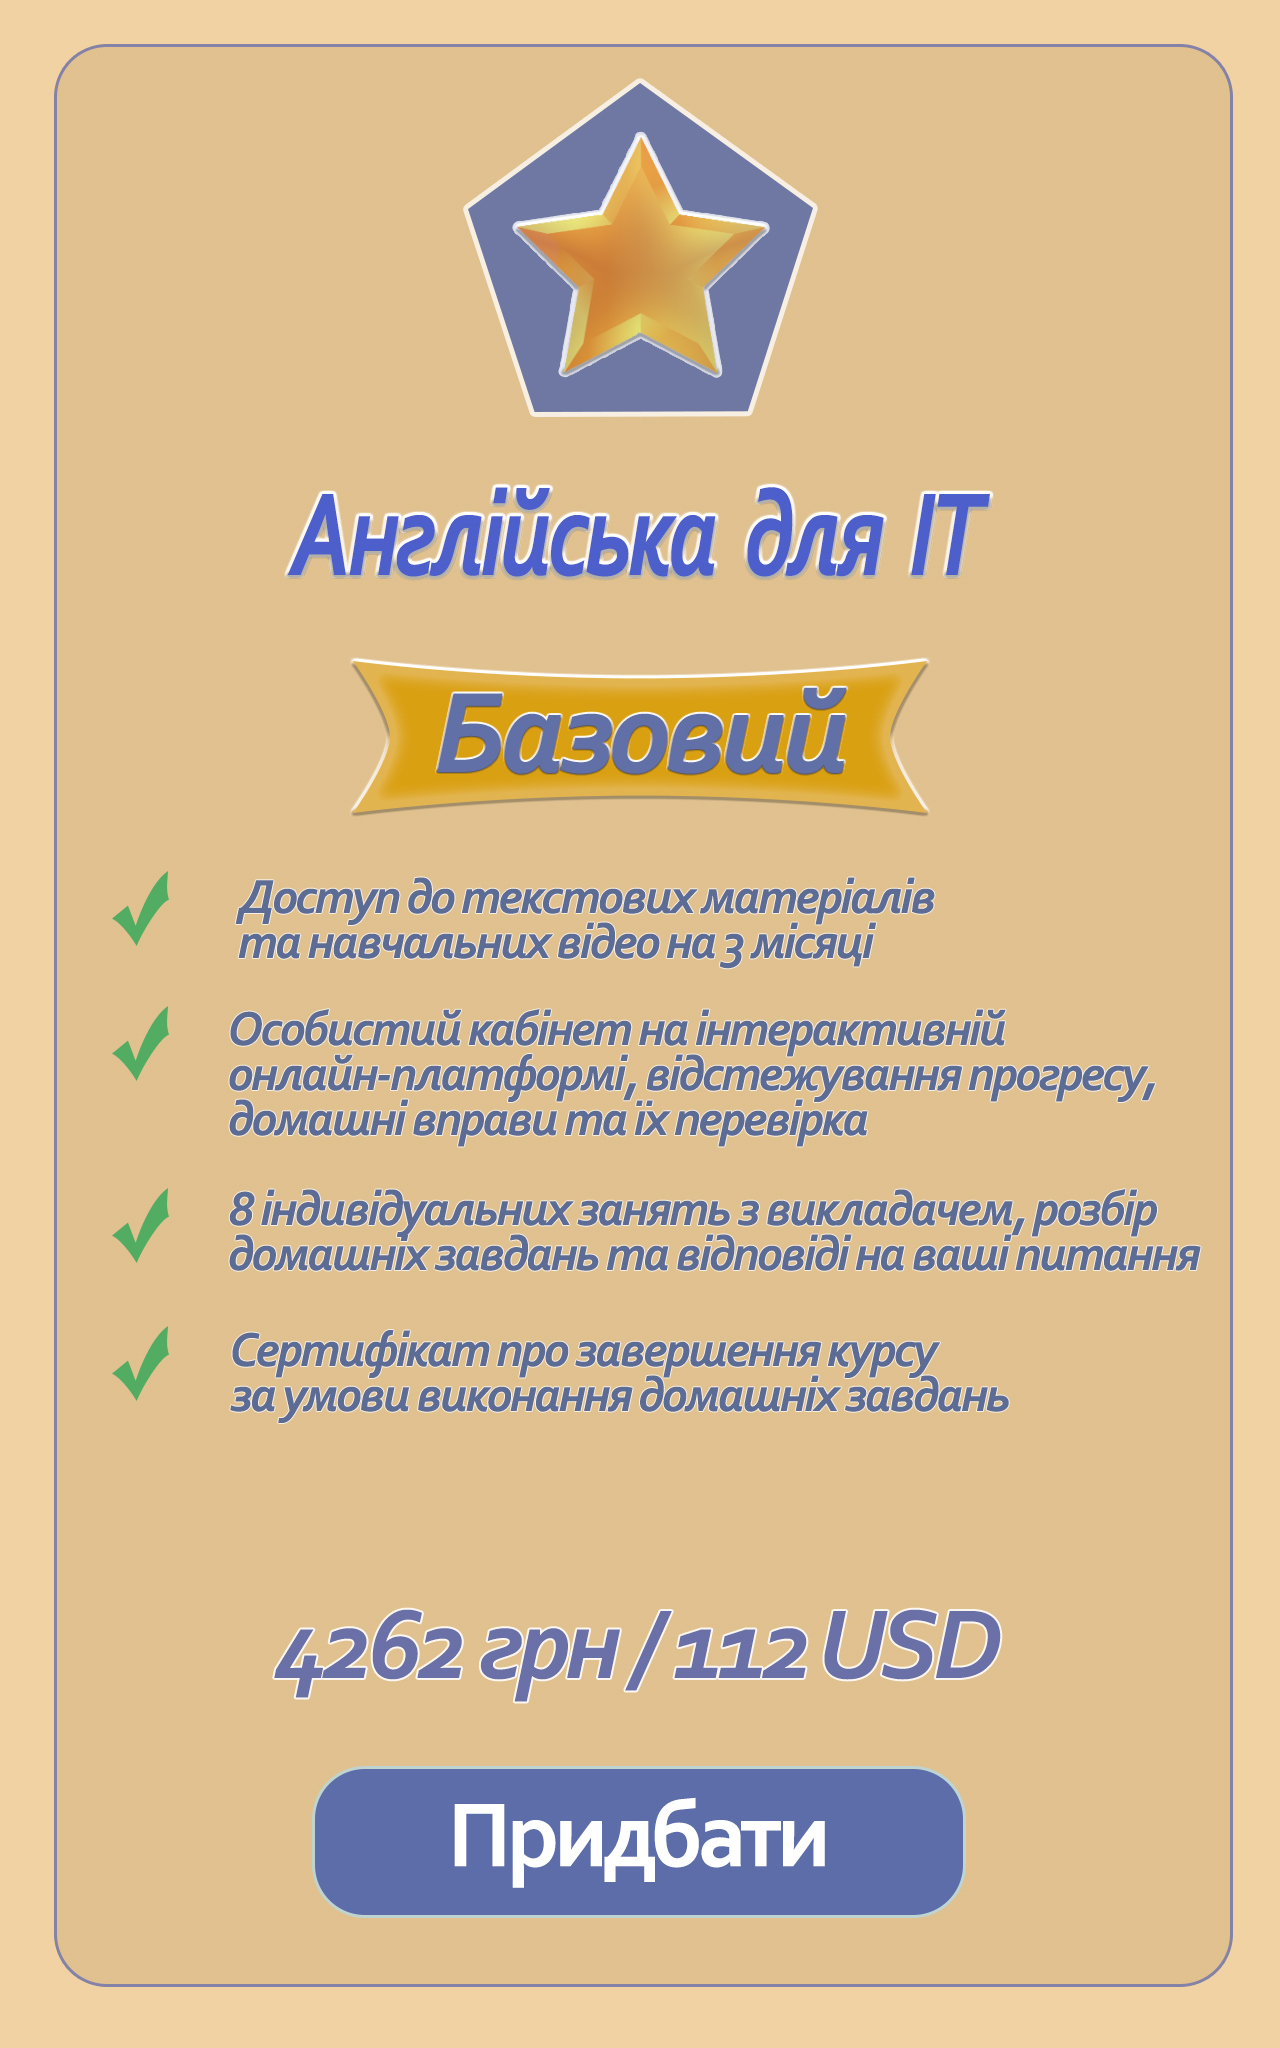 Англійська для ІТ
Базовий
Доступ до текстових матеріалів
та навчальних відео на 3 місяці
Особистий кабінет на інтерактивній
онлайн-платформі, відстежування прогресу,
домашні вправи та їх перевірка
8 індивідуальних занять з викладачем, розбір
домашніх завдань та відповіді на ваші питання
Сертифікат про завершення курсу
за умови виконання домашніх завдань
4262 грн / 112 USD
Придбати